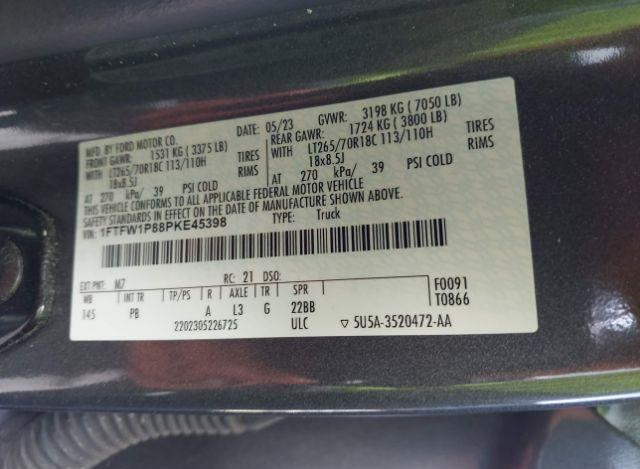 MFD. BY FORD MOTOR CO.
DATE: 05/23 GVWR: 3198 KG ( 7050 LB)
FRONT GAWR: 1531 KG ( 3375 LB) REAR GAWR: 1724 KG ( 3800 LB)
WITH LT265/70R18C 113/110H TIRES WITH LT265/70R18C 113/110H TIRES
18x8.5J RIMS 18x8.5J RIMS
AT 270 kPa/ 39 PSI COLD AT 270 kPa/ 39 PSI COLD
THIS VEHICLE CONFORMS TO ALL APPLICABLE FEDERAL MOTOR VEHICLE
SAFETY STANDARDS IN EFFECT ON THE DATE OF MANUFACTURE SHOWN ABOVE.
VIN: 1FTFW1P88PKE45398 TYPE: Truck
EXT PNT: M7 RC: 21 DSO: F0091
WB INT TR TP/PS R AXLE TR SPR T0866
145 PB A L3 G 22BB
2202305226725 ULC ▽ 5U5A-3520472-AA